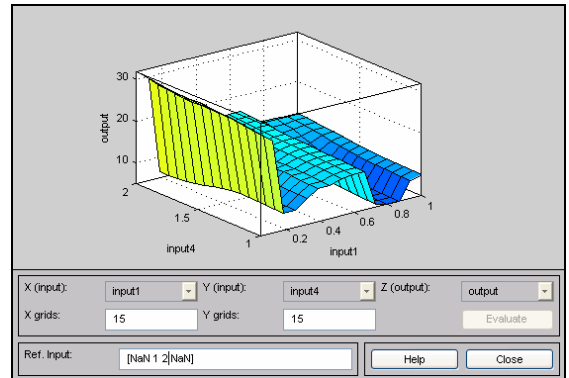 30
20
10
output
2
1.5
1
input4
0.2
0.4
0.6
0.8
1
input1
X (input): input1 Y (input): input4 Z (output): output
X grids: 15 Y grids: 15 Evaluate
Ref. Input: [NaN 1 2 NaN] Help Close